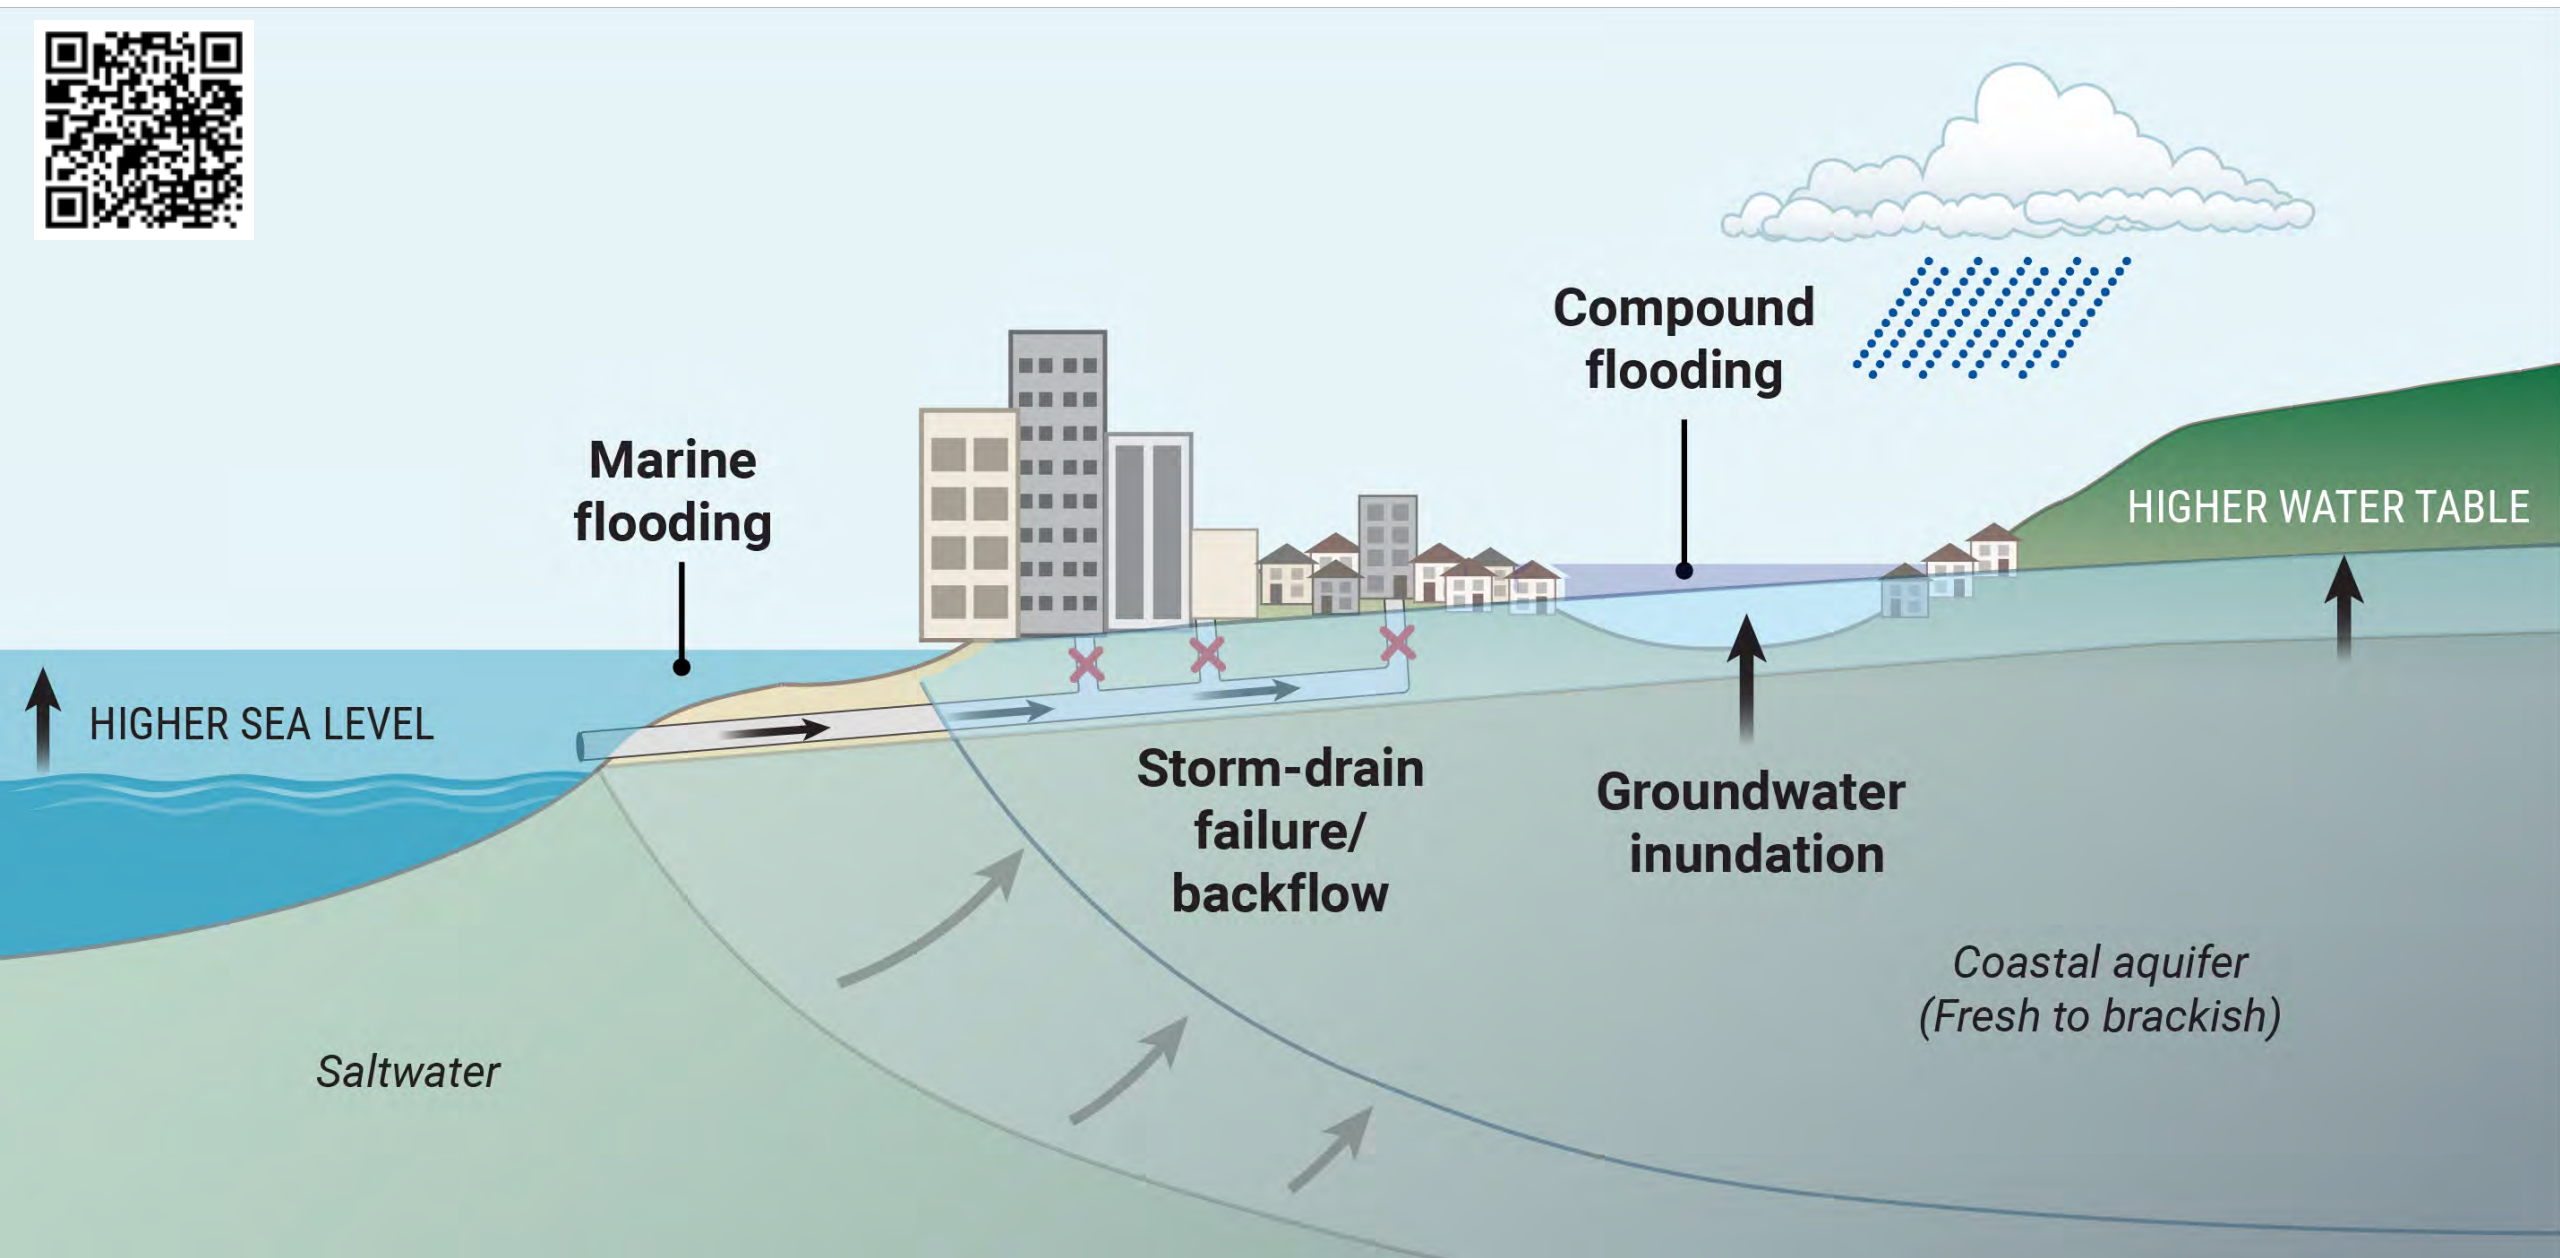 Compound
flooding
Marine
flooding
HIGHER WATER TABLE
HIGHER SEA LEVEL
Storm-drain
failure/
backflow
Groundwater
inundation
Coastal aquifer
(Fresh to brackish)
Saltwater